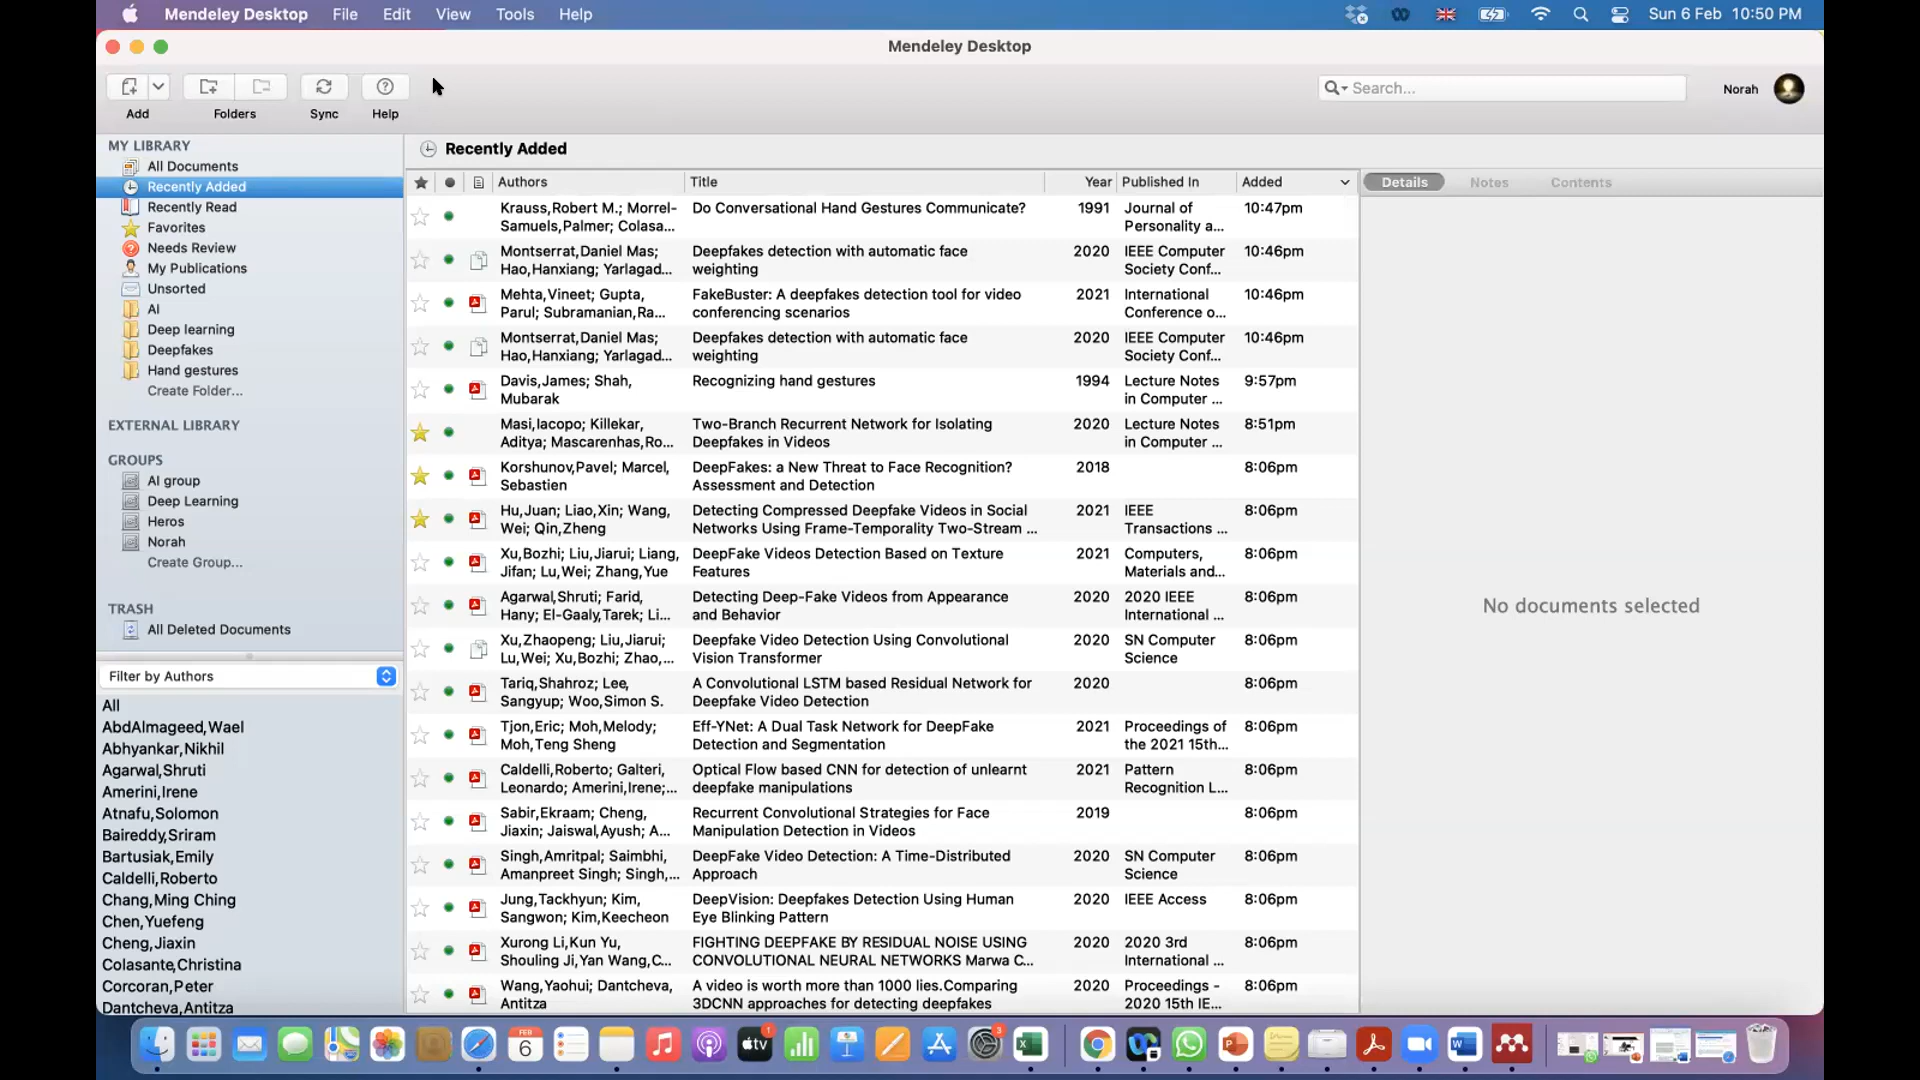 Mendeley Desktop File Edit View Tools Help Sun 6 Feb 10:50 PM
Mendeley Desktop
Add Folders Sync Help Search... Norah
MY LIBRARY
All Documents
Recently Added
Recently Read
Favorites
Needs Review
My Publications
Unsorted
AI
Deep learning
Deepfakes
Hand gestures
Create Folder...
EXTERNAL LIBRARY
GROUPS
AI group
Deep Learning
Heros
Norah
Create Group...
TRASH
All Deleted Documents
Filter by Authors
All
AbdAlmageed,Wael
Abhyankar,Nikhil
Agarwal,Shruti
Amerini,Irene
Atnafu,Solomon
Baireddy,Sriram
Bartusiak,Emily
Caldelli,Roberto
Chang,Ming Ching
Chen,Yuefeng
Cheng,Jiaxin
Colasante,Christina
Corcoran,Peter
Dantcheva,Antitza
Recently Added
Authors Title Year Published In Added
Krauss,Robert M.; Morrel- Do Conversational Hand Gestures Communicate? 1991 Journal of 10:47pm
Samuels,Palmer; Colasa... Personality a...
Montserrat,Daniel Mas; Deepfakes detection with automatic face 2020 IEEE Computer 10:46pm
Hao,Hanxiang; Yarlagad... weighting Society Conf...
Mehta,Vineet; Gupta, FakeBuster: A deepfakes detection tool for video 2021 International 10:46pm
Parul; Subramanian,Ra... conferencing scenarios Conference o...
Montserrat,Daniel Mas; Deepfakes detection with automatic face 2020 IEEE Computer 10:46pm
Hao,Hanxiang; Yarlagad... weighting Society Conf...
Davis,James; Shah, Recognizing hand gestures 1994 Lecture Notes 9:57pm
Mubarak in Computer ...
Masi,Iacopo; Killekar, Two-Branch Recurrent Network for Isolating 2020 Lecture Notes 8:51pm
Aditya; Mascarenhas,Ro... Deepfakes in Videos in Computer ...
Korshunov,Pavel; Marcel, DeepFakes: a New Threat to Face Recognition? 2018 8:06pm
Sebastien Assessment and Detection
Hu,Juan; Liao,Xin; Wang, Detecting Compressed Deepfake Videos in Social 2021 IEEE 8:06pm
Wei; Qin,Zheng Networks Using Frame-Temporality Two-Stream ... Transactions ...
Xu,Bozhi; Liu,Jiarui; Liang, DeepFake Videos Detection Based on Texture 2021 Computers, 8:06pm
Jifan; Lu,Wei; Zhang,Yue Features Materials and...
Agarwal,Shruti; Farid, Detecting Deep-Fake Videos from Appearance 2020 2020 IEEE 8:06pm
Hany; El-Gaaly,Tarek; Li... and Behavior International ...
Xu,Zhaopeng; Liu,Jiarui; Deepfake Video Detection Using Convolutional 2020 SN Computer 8:06pm
Lu,Wei; Xu,Bozhi; Zhao,... Vision Transformer Science
Tariq,Shahroz; Lee, A Convolutional LSTM based Residual Network for 2020 8:06pm
Sangyup; Woo,Simon S. Deepfake Video Detection
Tjon,Eric; Moh,Melody; Eff-YNet: A Dual Task Network for DeepFake 2021 Proceedings of 8:06pm
Moh,Teng Sheng Detection and Segmentation the 2021 15th...
Caldelli,Roberto; Galteri, Optical Flow based CNN for detection of unlearnt 2021 Pattern 8:06pm
Leonardo; Amerini,Irene;... deepfake manipulations Recognition L...
Sabir,Ekraam; Cheng, Recurrent Convolutional Strategies for Face 2019 8:06pm
Jiaxin; Jaiswal,Ayush; A... Manipulation Detection in Videos
Singh,Amritpal; Saimbhi, DeepFake Video Detection: A Time-Distributed 2020 SN Computer 8:06pm
Amanpreet Singh; Singh,... Approach Science
Jung,Tackhyun; Kim, DeepVision: Deepfakes Detection Using Human 2020 IEEE Access 8:06pm
Sangwon; Kim,Keecheon Eye Blinking Pattern
Xurong Li,Kun Yu, FIGHTING DEEPFAKE BY RESIDUAL NOISE USING 2020 2020 3rd 8:06pm
Shouling Ji,Yan Wang,C... CONVOLUTIONAL NEURAL NETWORKS Marwa C... International ...
Wang,Yaohui; Dantcheva, A video is worth more than 1000 lies.Comparing 2020 Proceedings - 8:06pm
Antitza 3DCNN approaches for detecting deepfakes 2020 15th IE...
Details Notes Contents
No documents selected
tv 1 FEB 6 3